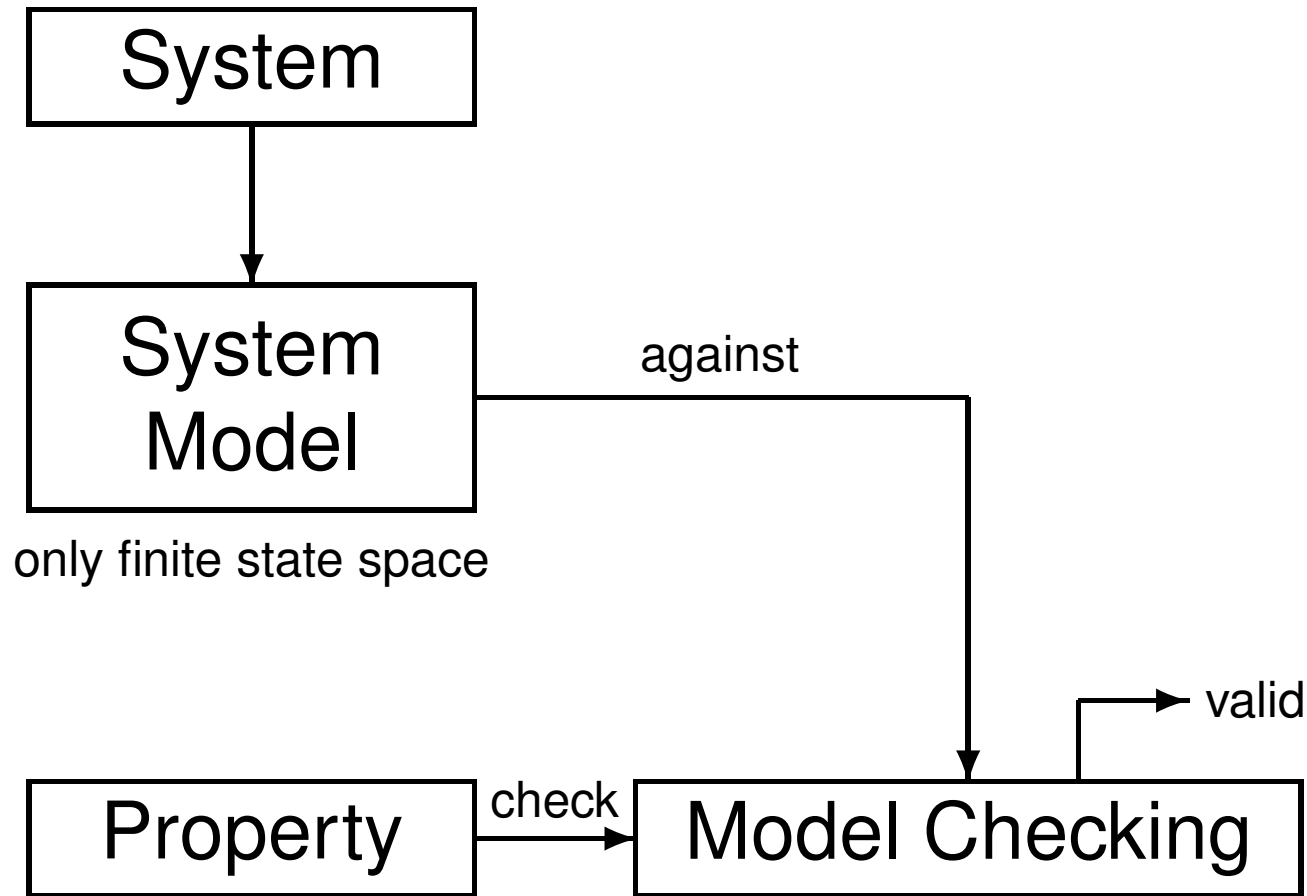 System
System
Model
against
only finite state space
valid
Property
check
Model Checking